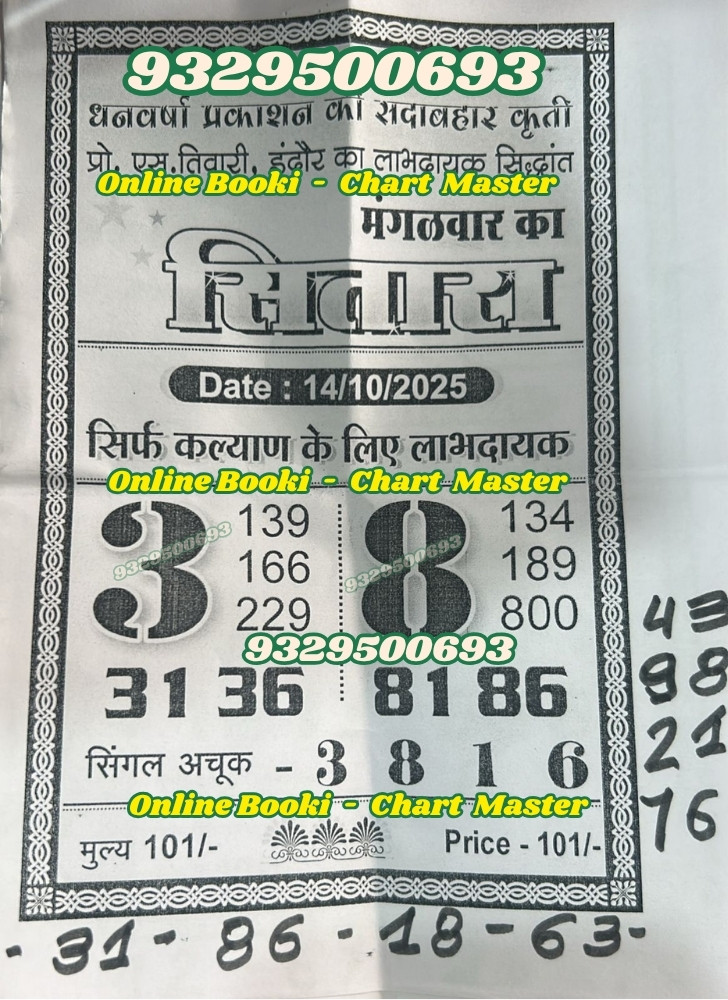 9329500693
धनवर्षा प्रकाशन की सदाबहार कृती
प्रो. एस.तिवारी, इंदौर का लाभदायक सिद्धांत
Online Booki - Chart Master
मंगळवार का
सितारा
Date : 14/10/2025
सिर्फ कल्याण के लिए लाभदायक
Online Booki - Chart Master
3 139 8 134
166 189
229 800
9329500693 9329500693
9329500693
31 36 81 86
सिंगल अचूक - 3 8 1 6
Online Booki - Chart Master
मुल्य 101/- Price - 101/-
43
98
21
76
- 31 - 86 - 18 - 63 -